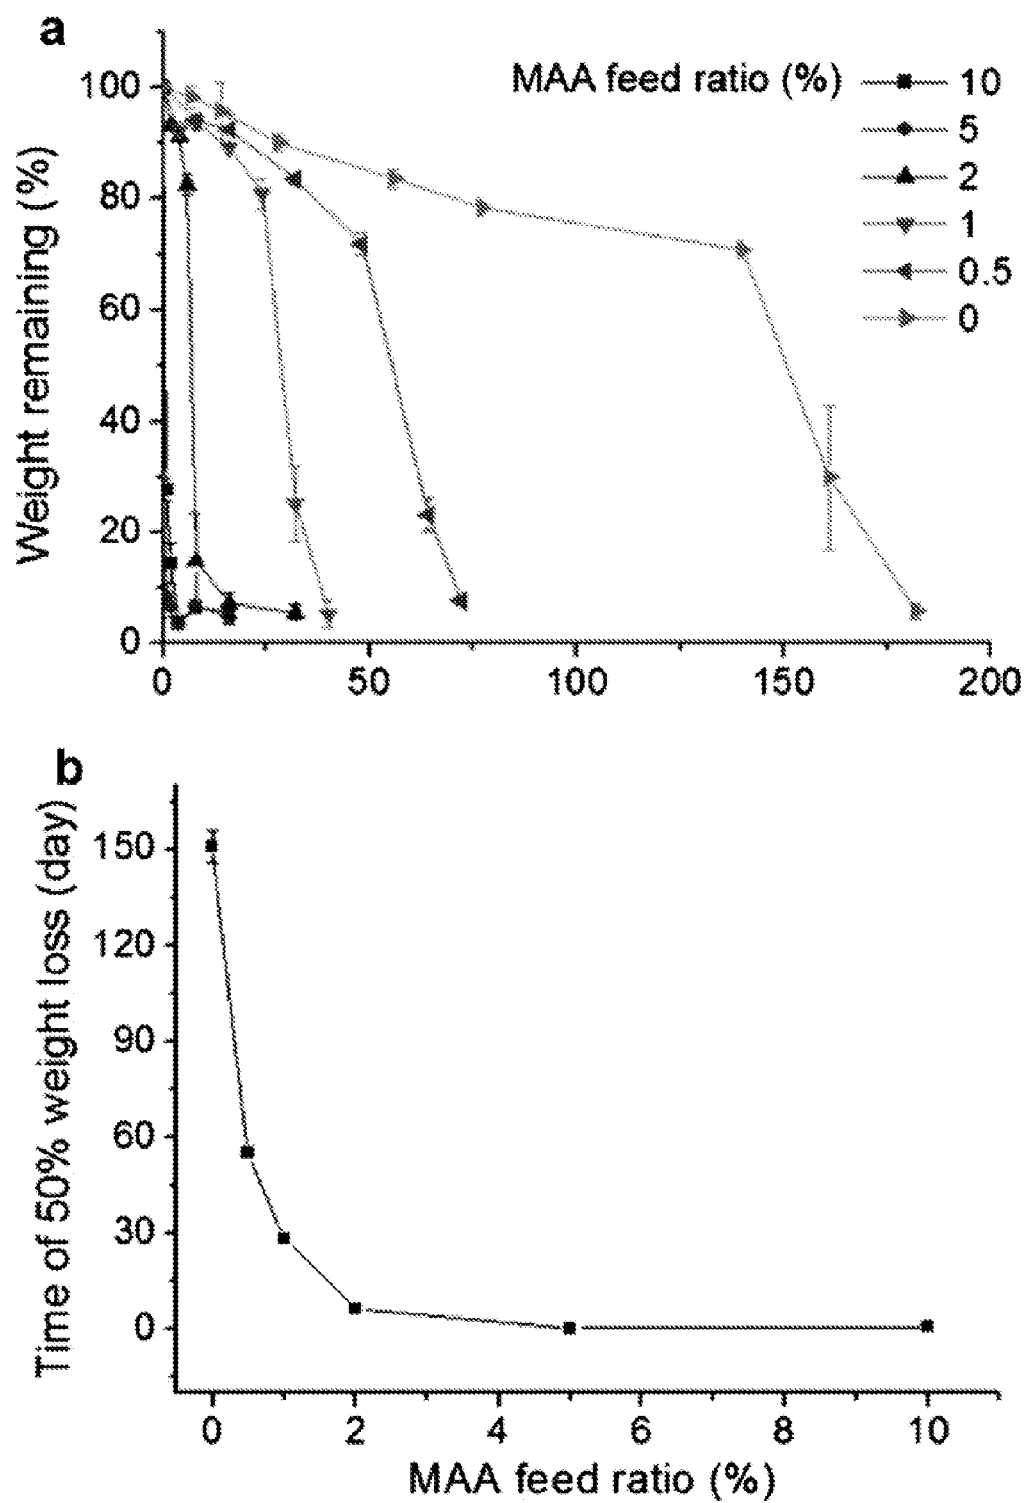 a
MAA feed ratio (%)
10
5
2
1
0.5
0
Weight remaining (%)
100
80
60
40
20
0
0 50 100 150 200
b
Time of 50% weight loss (day)
150
120
90
60
30
0
0 2 4 6 8 10
MAA feed ratio (%)